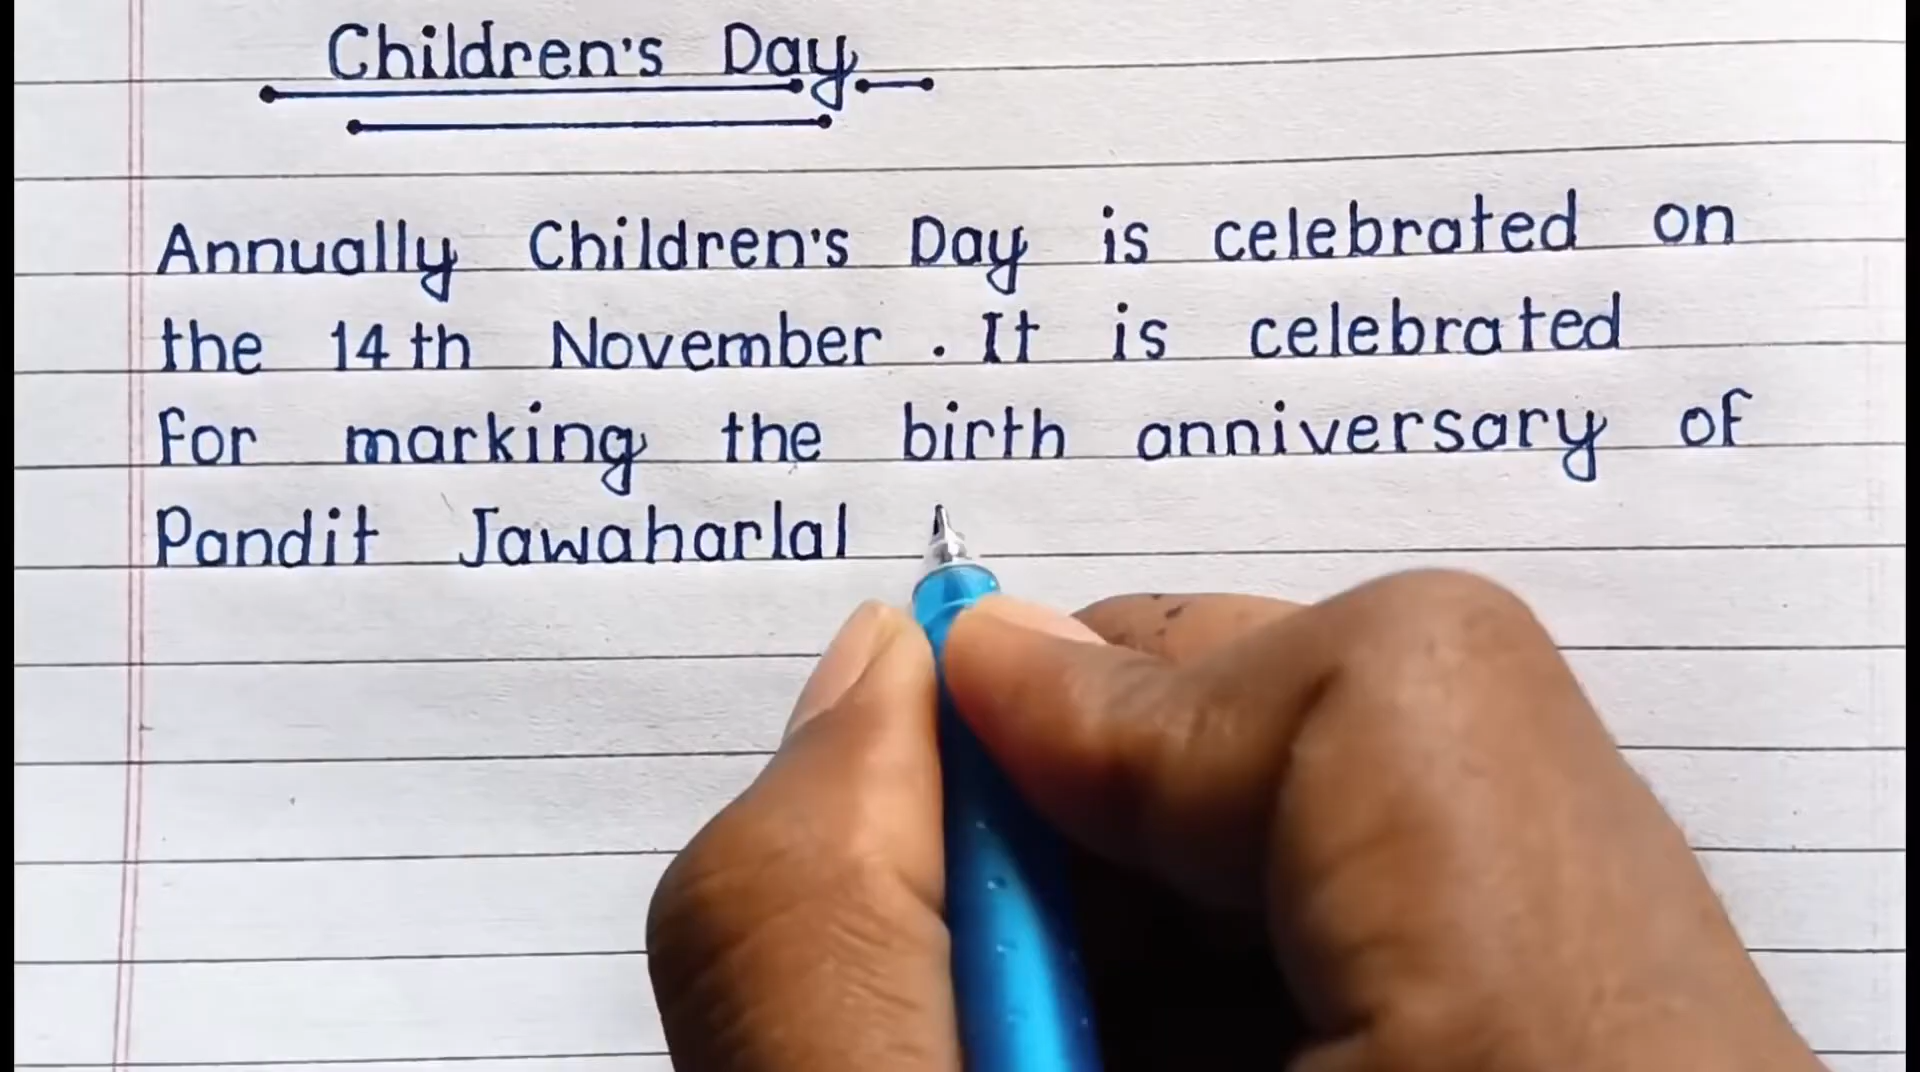 Children's Day
Annually Children's Day is celebrated on
the 14th November. It is celebrated
for marking the birth anniversary of
Pandit Jawaharlal